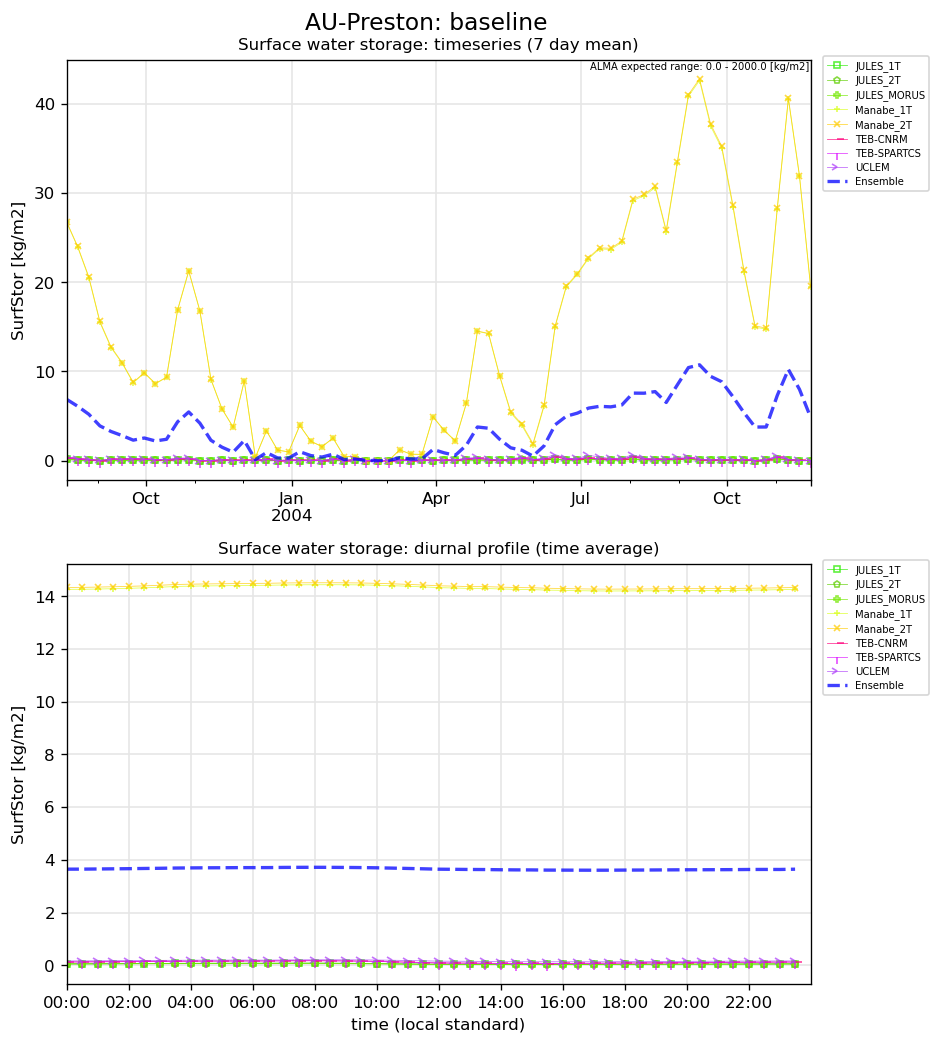 AU-Preston: baseline
Surface water storage: timeseries (7 day mean)
ALMA expected range: 0.0 - 2000.0 [kg/m2]
SurfStor [kg/m2]
40
30
20
10
0
Oct
Jan
2004
Apr
Jul
Oct
JULES_1T
JULES_2T
JULES_MORUS
Manabe_1T
Manabe_2T
TEB-CNRM
TEB-SPARTCS
UCLEM
Ensemble
Surface water storage: diurnal profile (time average)
SurfStor [kg/m2]
14
12
10
8
6
4
2
0
00:00
02:00
04:00
06:00
08:00
10:00
12:00
14:00
16:00
18:00
20:00
22:00
time (local standard)
JULES_1T
JULES_2T
JULES_MORUS
Manabe_1T
Manabe_2T
TEB-CNRM
TEB-SPARTCS
UCLEM
Ensemble